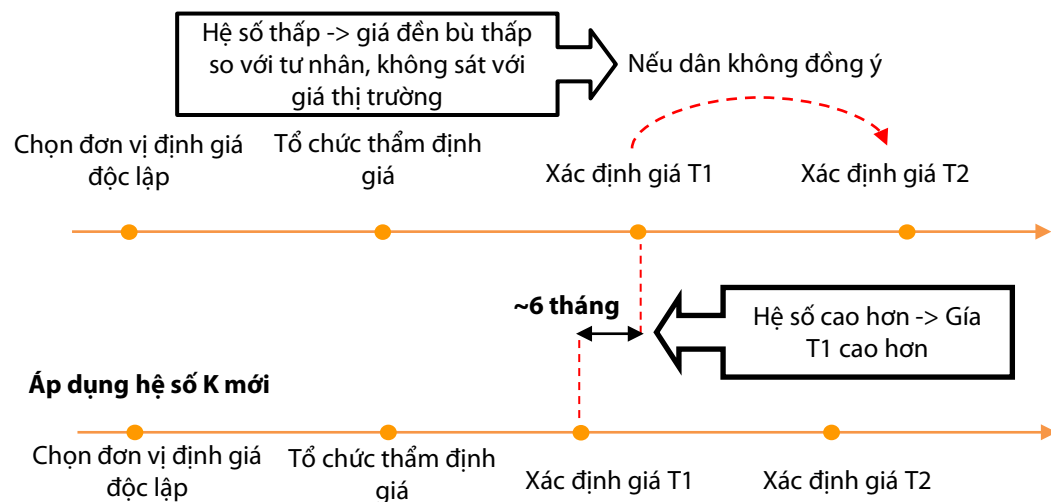 Hệ số thấp -> giá đền bù thấp
so với tư nhân, không sát với
giá thị trường
Nếu dân không đồng ý
Chọn đơn vị định giá
độc lập
Tổ chức thẩm định
giá
Xác định giá T1
Xác định giá T2
~6 tháng
Hệ số cao hơn -> Gía
T1 cao hơn
Áp dụng hệ số K mới
Chọn đơn vị định giá
độc lập
Tổ chức thẩm định
giá
Xác định giá T1
Xác định giá T2